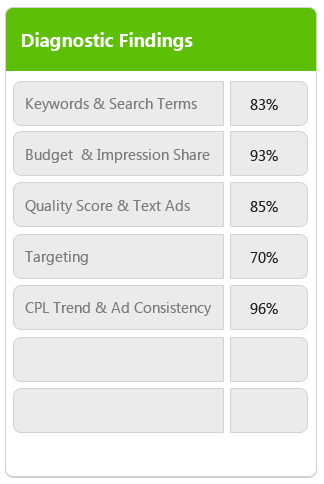 Diagnostic Findings
Keywords & Search Terms 83%
Budget & Impression Share 93%
Quality Score & Text Ads 85%
Targeting 70%
CPL Trend & Ad Consistency 96%